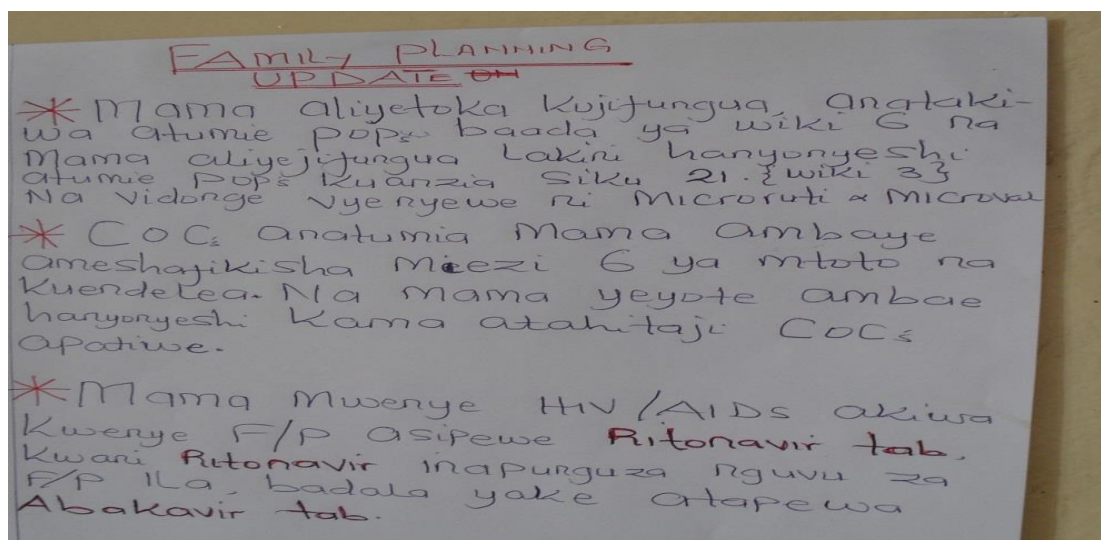 FAMILY PLANNING
UPDATE ON
* Mama aliyetoka Kujifungua, anataki-
wa atumie pops baada ya wiki 6 na
Mama aliyejifungua Lakini hanyonyeshi
atumie Pops Kuanzia Siku 21. {wiki 3}
Na vidonge vyenyewe ni Microruti & Microval
* COCs anatumia Mama ambaye
ameshafikisha Miezi 6 ya mtoto na
Kuendelea. Na mama yeyote ambae
hanyonyeshi Kama atahitaji COCs
apatiwe.
* Mama Mwenye HIV/AIDs akiwa
Kwenye F/P asipewe Ritonavir tab.
Kwani Ritonavir inapunguza nguvu za
F/P ILa badala yake atapewa
Abakavir tab.